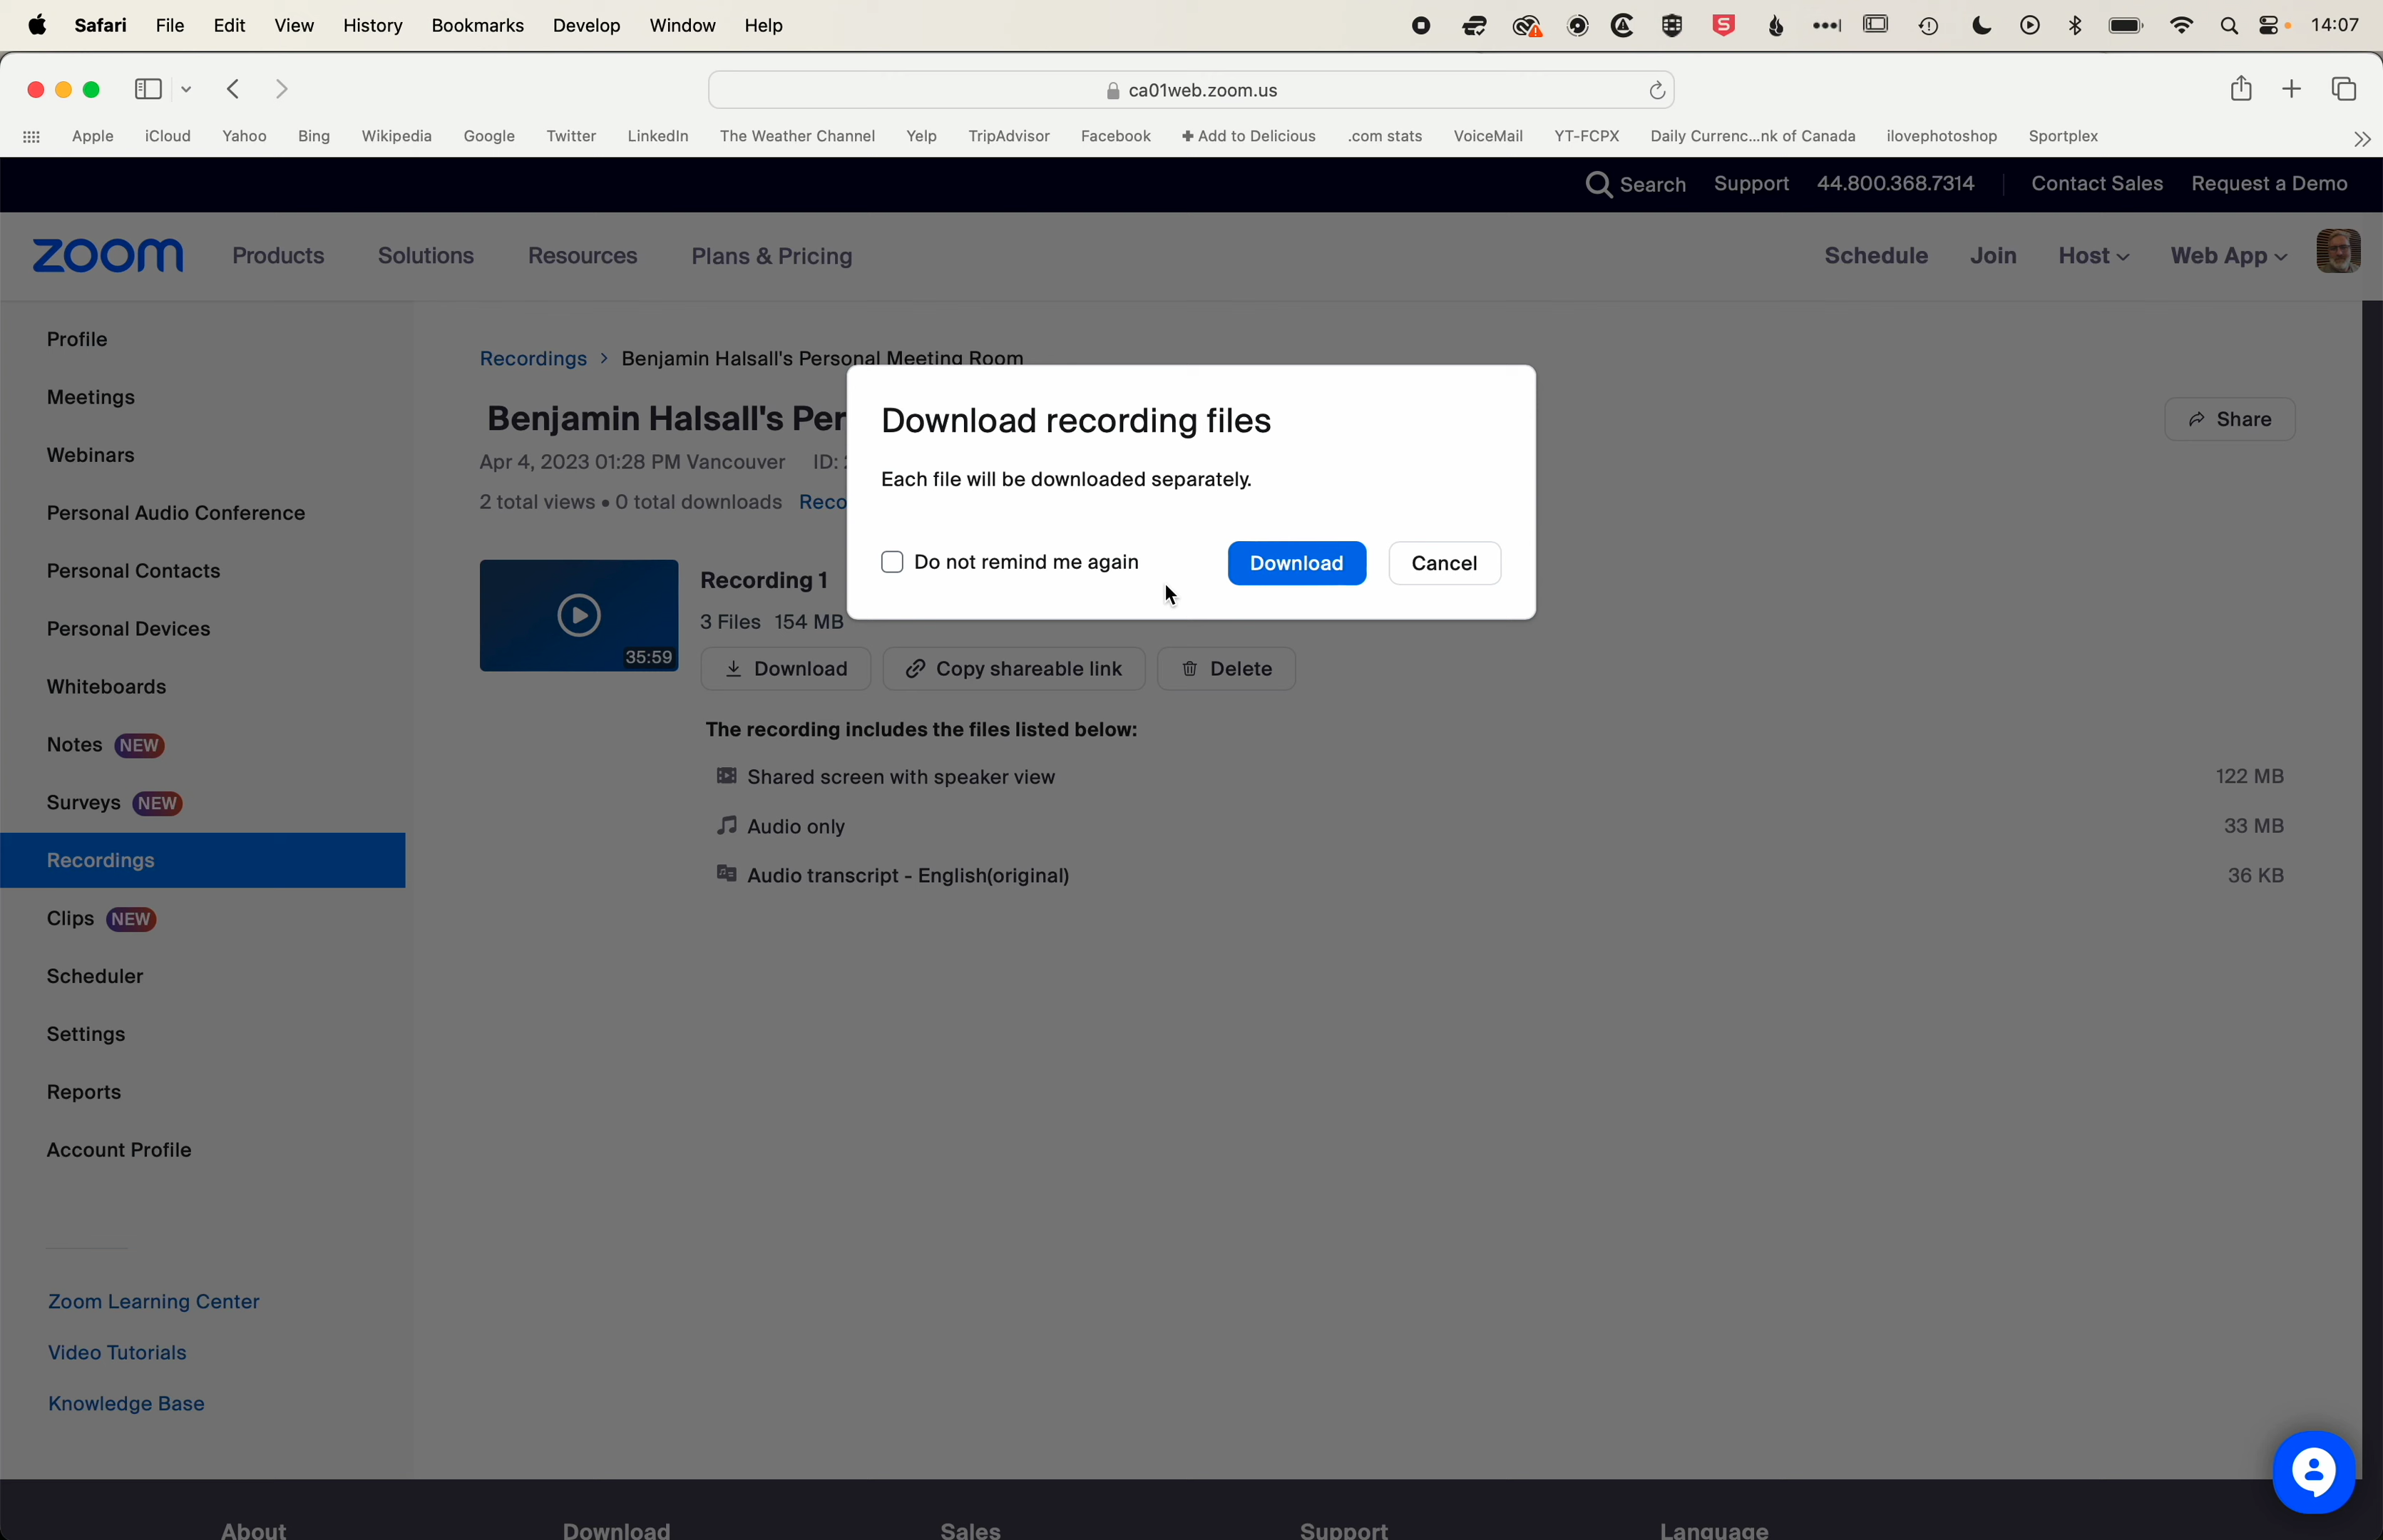 Safari File Edit View History Bookmarks Develop Window Help 14:07
ca01web.zoom.us
Apple iCloud Yahoo Bing Wikipedia Google Twitter LinkedIn The Weather Channel Yelp TripAdvisor Facebook + Add to Delicious .com stats VoiceMail YT-FCPX Daily Currenc...nk of Canada ilovephotoshop Sportplex
Search Support 44.800.368.7314 Contact Sales Request a Demo
zoom Products Solutions Resources Plans & Pricing Schedule Join Host Web App
Profile
Meetings
Webinars
Personal Audio Conference
Personal Contacts
Personal Devices
Whiteboards
Notes NEW
Surveys NEW
Recordings
Clips NEW
Scheduler
Settings
Reports
Account Profile
Zoom Learning Center
Video Tutorials
Knowledge Base
Recordings > Benjamin Halsall's Personal Meeting Room
Benjamin Halsall's Per
Share
Apr 4, 2023 01:28 PM Vancouver ID:
2 total views • 0 total downloads Reco
Download recording files
Each file will be downloaded separately.
Do not remind me again Download Cancel
35:59
Recording 1
3 Files 154 MB
Download Copy shareable link Delete
The recording includes the files listed below:
Shared screen with speaker view 122 MB
Audio only 33 MB
Audio transcript - English(original) 36 KB
About Download Sales Support Language